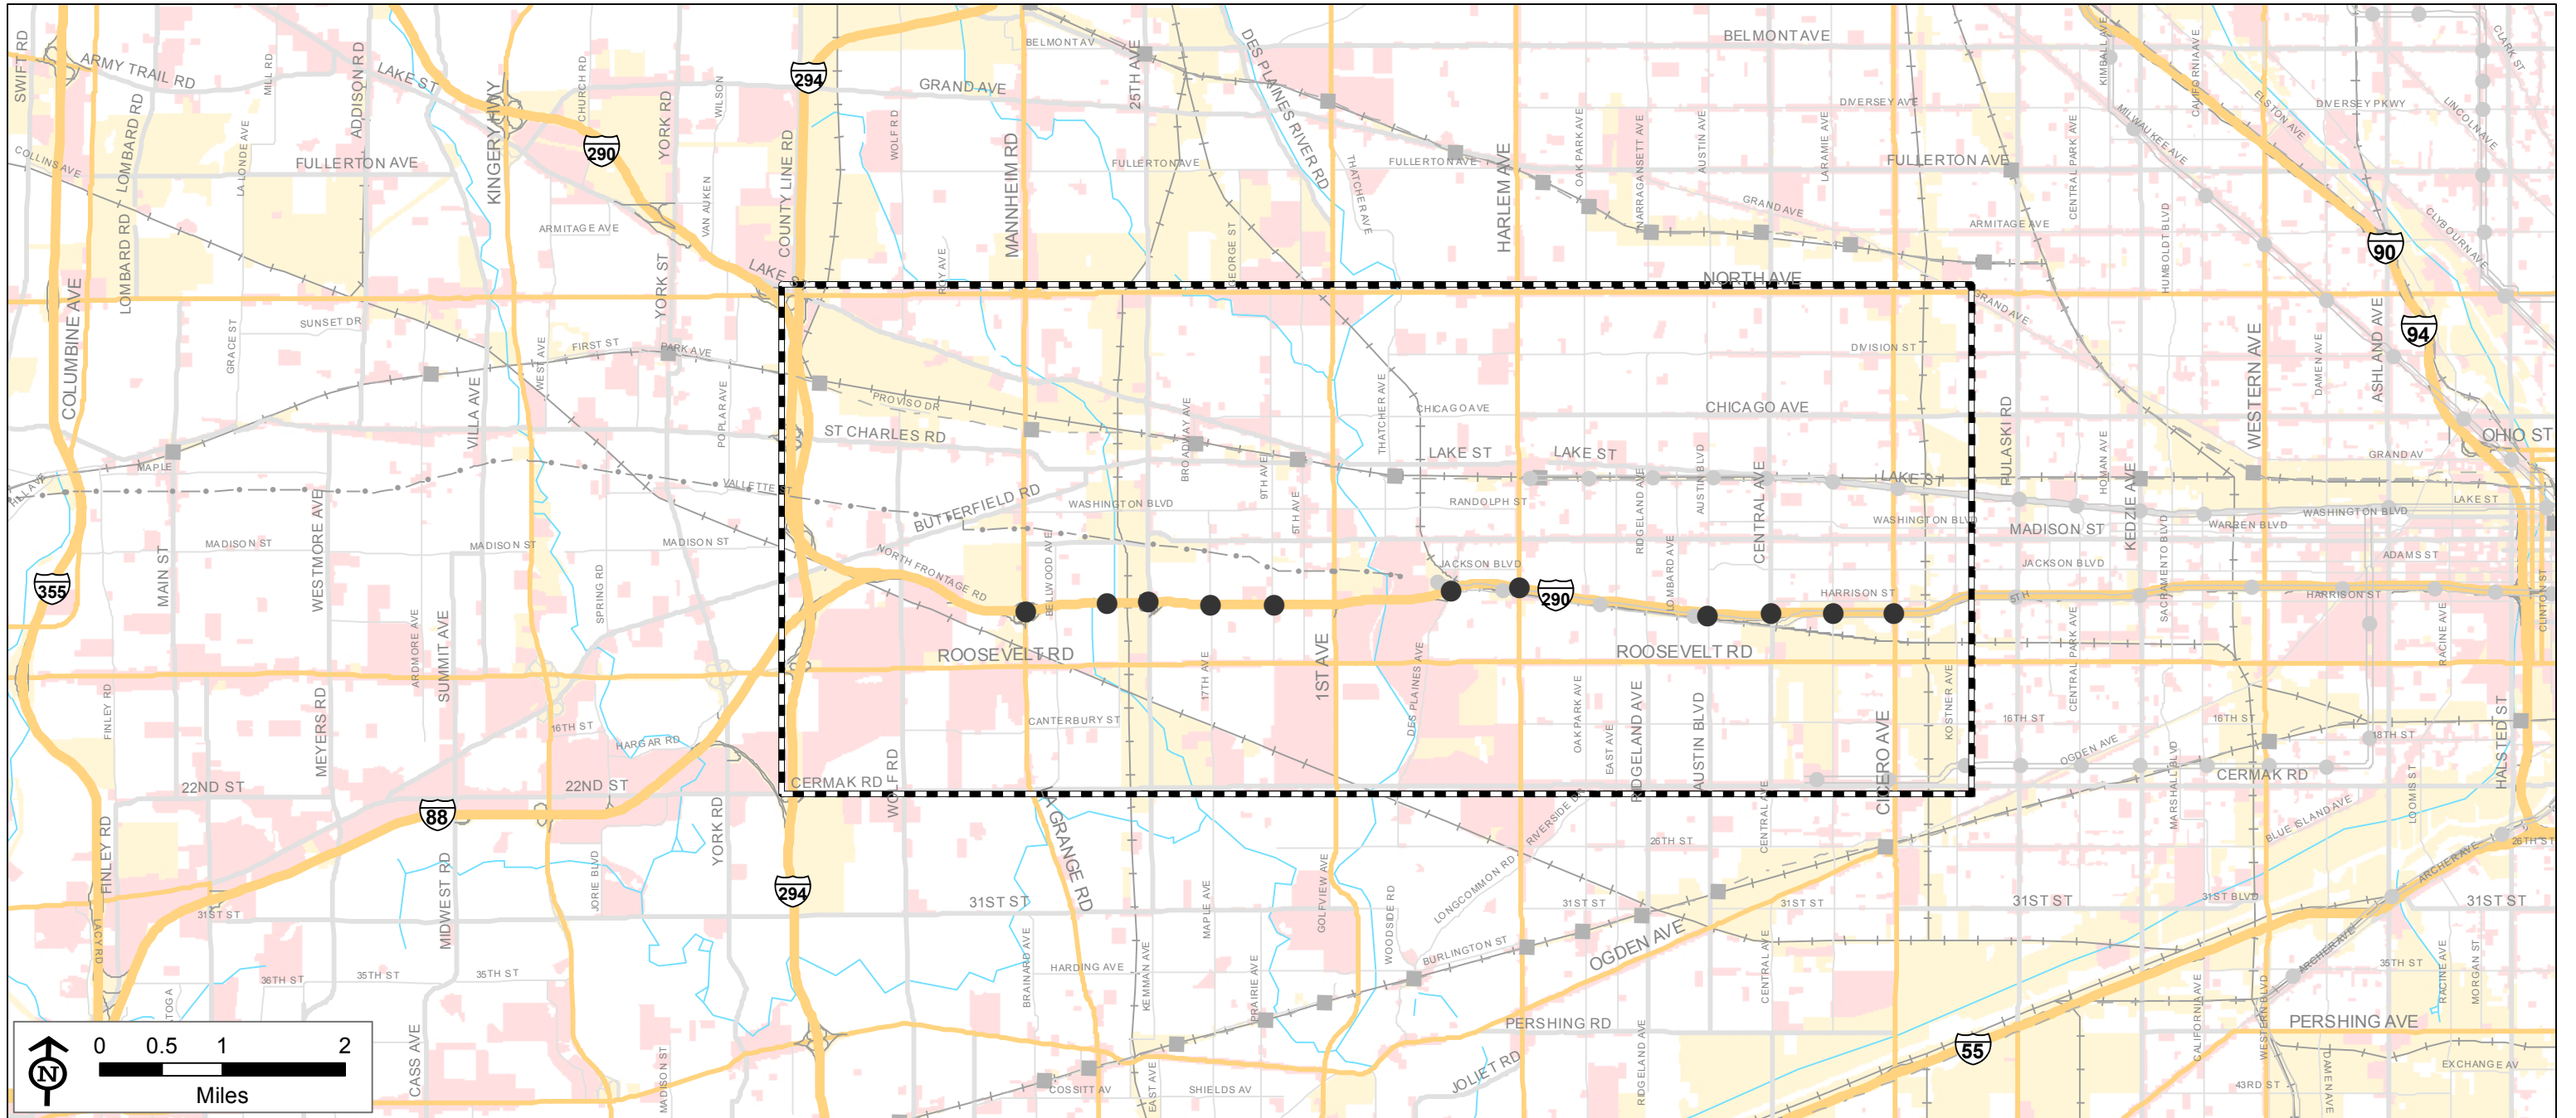 SWIFT RD
ARMY TRAIL RD
MILL RD
ADDISON RD
LAKE ST
KINGERY HWY
CHURCH RD
YORK RD
WILSON
294
GRAND AVE
BELMONT AV
25TH AVE
DES PLAINES RIVER RD
BELMONT AVE
KIMBALL AVE
CALIFORNIA AVE
CLARK ST
LOMBARD RD
COLLINS AVE
LA LONDE AVE
FULLERTON AVE
290
VAN AUKEN
COUNTY LINE RD
WOLF RD
MANNHEIM RD
FULLERTON AVE
THATCHER AVE
FULLERTON AVE
HARLEM AVE
OAK PARK AVE
NARRAGANSETT AVE
AUSTIN AVE
LARAMIE AVE
DIVERSEY AVE
FULLERTON AVE
CENTRAL PARK AVE
MILWAUKEE AVE
ELSTON AVE
DIVERSEY PKWY
LINCOLN AVE
LOMBARD RD
ARMITAGE AVE
YORK ST
LAKE ST
ROY AVE
GEORGE ST
GRAND AVE
ARMITAGE AVE
HUMBOLDT BLVD
90
CLYBOURN AVE
NORTH AVE
GRAND AVE
COLUMBINE AVE
GRACE ST
SUNSET DR
FIRST ST
WEST AVE
PARK AVE
VILLA AVE
POPLAR AVE
PROVISO DR
ST CHARLES RD
BROADWAY AVE
9TH AVE
5TH AVE
THATCHER AVE
CHICAGO AVE
LAKE ST
LAKE ST
CHICAGO AVE
DIVISION ST
LAKE ST
PULASKI RD
WESTERN AVE
DAMEN AVE
ASHLAND AVE
94
OHIO ST
GRAND AV
MAPLE
HILL AVE
VALLETTE ST
BUTTERFIELD RD
WASHINGTON BLVD
RANDOLPH ST
RIDGELAND AVE
AUSTIN BLVD
CENTRAL AVE
WASHINGTON BLVD
HOMAN AVE
KEDZIE AVE
MADISON ST
WARREN BLVD
WASHINGTON BLVD
LAKE ST
355
MAIN ST
MADISON ST
WESTMORE AVE
MADISON ST
MADISON ST
SPRING RD
NORTH FRONTAGE RD
BELLWOOD AVE
JACKSON BLVD
290
LOMBARD AVE
HARRISON ST
JACKSON BLVD
5TH
SACRAMENTO BLVD
ADAMS ST
HARRISON ST
CLINTON ST
FINLEY RD
MEYERS RD
ARDMORE AVE
SUMMIT AVE
16TH ST
HARGAR RD
ROOSEVELT RD
17TH AVE
CANTERBURY ST
1ST AVE
DES PLAINES AVE
ROOSEVELT RD
OAK PARK AVE
EAST AVE
RIDGELAND AVE
AUSTIN BLVD
CICERO AVE
KOSTNER AVE
CENTRAL PARK AVE
16TH ST
OGDEN AVE
16TH ST
18TH ST
RACINE AVE
HALSTED ST
22ND ST
22ND ST
CERMAK RD
WOLF RD
CERMAK RD
88
YORK RD
LA GRANGE RD
CENTRAL AVE
MARSHALL BLVD
LOOMIS ST
BLUE ISLAND AVE
FINLEY RD
MIDWEST RD
JORIE BLVD
294
RIVERSIDE DR
LONGCOMMON RD
26TH ST
ARCHER AVE
26TH ST
LACY RD
31ST ST
31ST ST
MAPLE AVE
GOLFVIEW AVE
WOODSIDE RD
31ST ST
31ST ST
31ST ST
31ST BLVD
31ST ST
36TH ST
35TH ST
35TH ST
BRAINARD AVE
HARDING AVE
KEMMAN AVE
PRAIRIE AVE
BURLINGTON ST
OGDEN AVE
CENTRAL AVE
ARCHER AVE
35TH ST
RACINE AVE
MORGAN ST
TOGA
CASS AVE
MADISON ST
COSSITT AV
EAST AVE
SHIELDS AV
JOLIET RD
PERSHING RD
RIDGELAND AVE
55
CALIFORNIA AVE
WESTERN BLVD
PERSHING AVE
DAMEN AVE
43RD ST
EXCHANGE AV
N
0 0.5 1 2
Miles